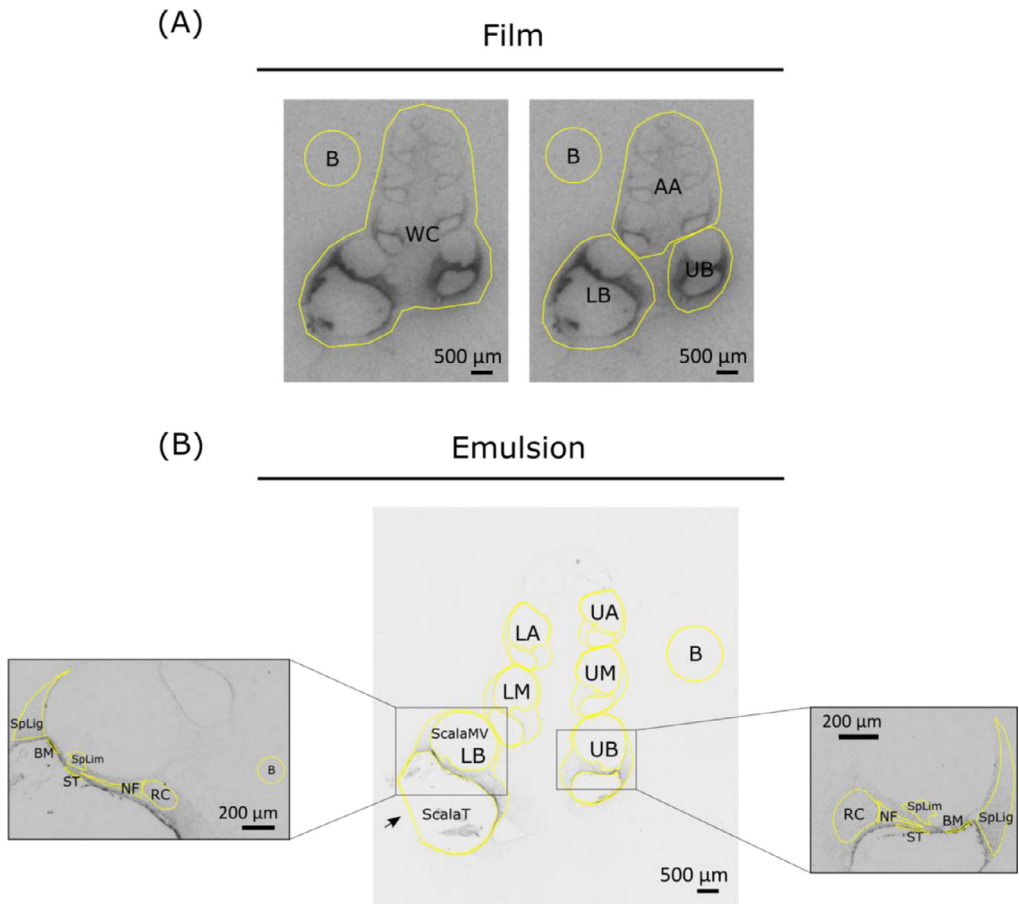 (A)
Film
B
WC
500 µm
B
AA
LB
UB
500 µm
(B)
Emulsion
LA
UA
LM
UM
B
ScalaMV
LB
UB
ScalaT
500 µm
SpLig
BM
SpLim
ST
NF
RC
B
200 µm
200 µm
RC
NF
SpLim
ST
BM
SpLig